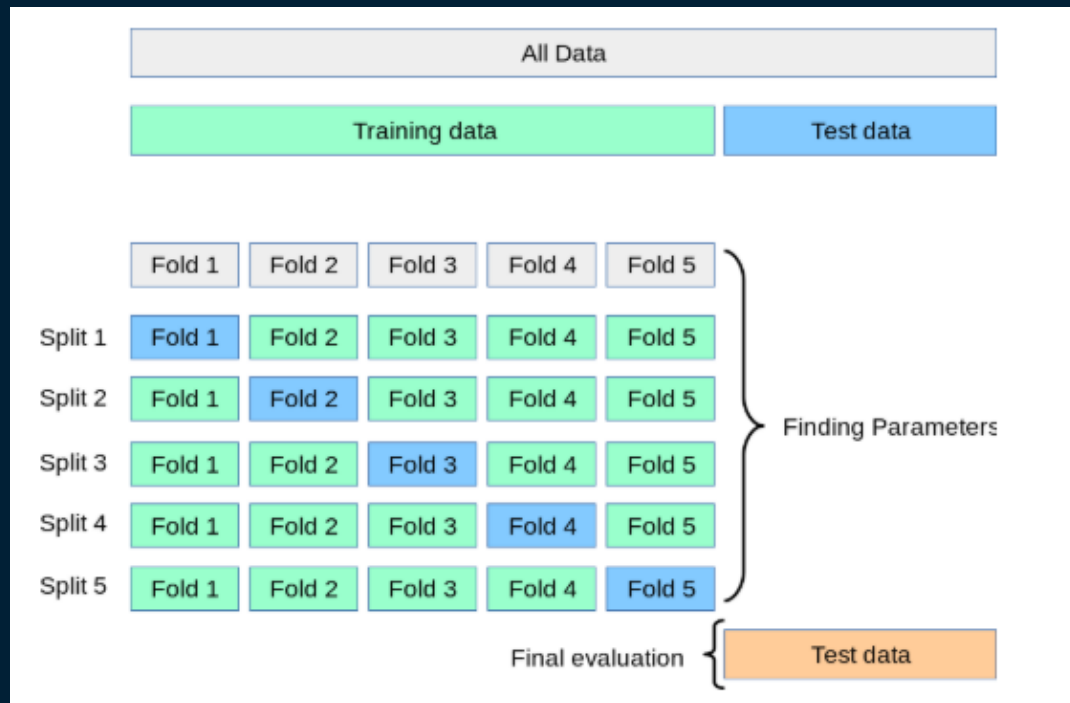 All Data
Training data Test data
Fold 1 Fold 2 Fold 3 Fold 4 Fold 5
Split 1 Fold 1 Fold 2 Fold 3 Fold 4 Fold 5
Split 2 Fold 1 Fold 2 Fold 3 Fold 4 Fold 5
Finding Parameters
Split 3 Fold 1 Fold 2 Fold 3 Fold 4 Fold 5
Split 4 Fold 1 Fold 2 Fold 3 Fold 4 Fold 5
Split 5 Fold 1 Fold 2 Fold 3 Fold 4 Fold 5
Final evaluation Test data